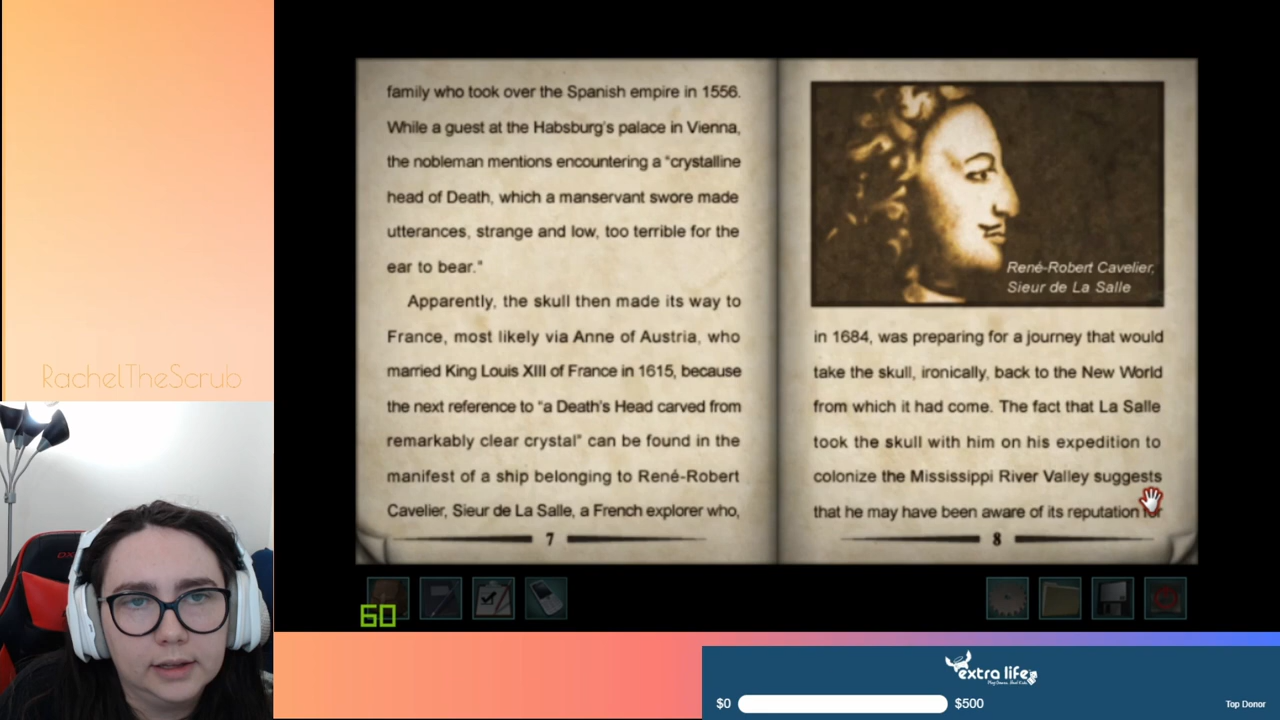 family who took over the Spanish empire in 1556.
While a guest at the Habsburg's palace in Vienna,
the nobleman mentions encountering a "crystalline
head of Death, which a manservant swore made
utterances, strange and low, too terrible for the
ear to bear."
Apparently, the skull then made its way to
France, most likely via Anne of Austria, who
married King Louis XIII of France in 1615, because
the next reference to "a Death's Head carved from
remarkably clear crystal" can be found in the
manifest of a ship belonging to René-Robert
Cavelier, Sieur de La Salle, a French explorer who,
7
René-Robert Cavelier,
Sieur de La Salle
in 1684, was preparing for a journey that would
take the skull, ironically, back to the New World
from which it had come. The fact that La Salle
took the skull with him on his expedition to
colonize the Mississippi River Valley suggests
that he may have been aware of its reputation for
8
RachelTheScrub
60
extra life
$0
$500
Top Donor